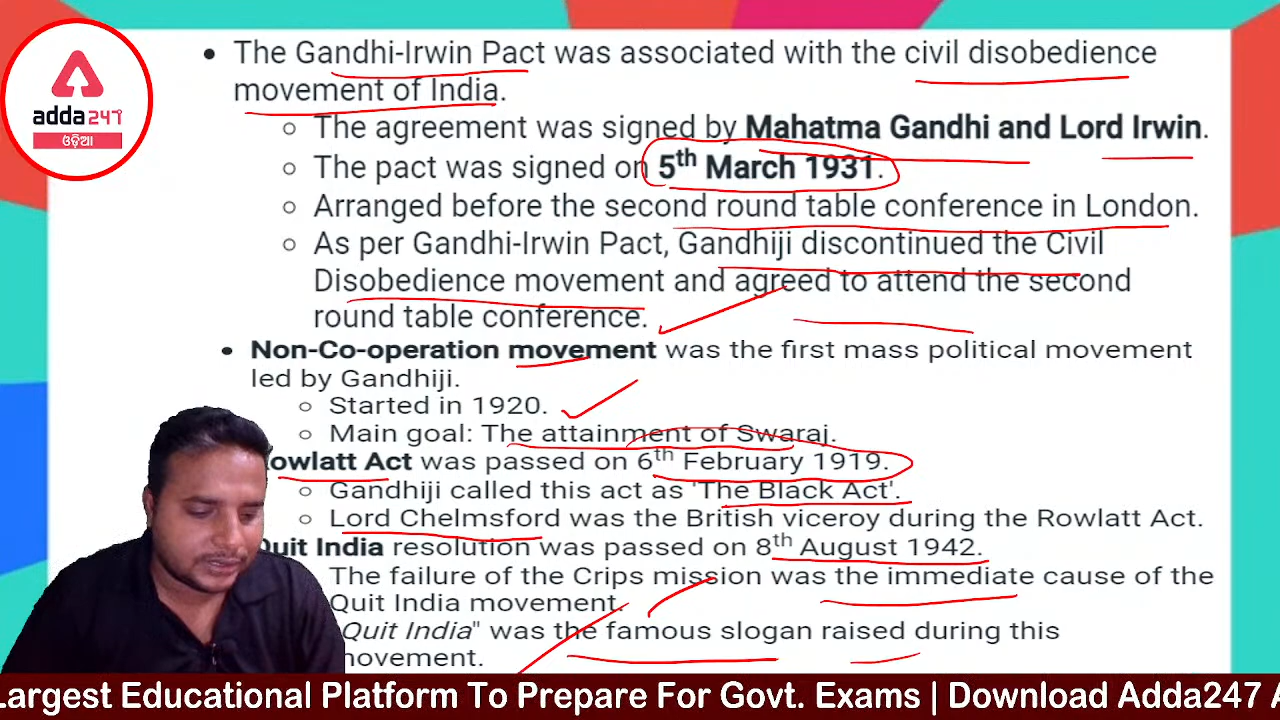 The Gandhi-Irwin Pact was associated with the civil disobedience
movement of India.
The agreement was signed by Mahatma Gandhi and Lord Irwin.
The pact was signed on 5th March 1931.
Arranged before the second round table conference in London.
As per Gandhi-Irwin Pact, Gandhiji discontinued the Civil
Disobedience movement and agreed to attend the second
round table conference.
Non-Co-operation movement was the first mass political movement
led by Gandhiji.
Started in 1920.
Main goal: The attainment of Swaraj.
owlatt Act was passed on 6th February 1919.
Gandhiji called this act as 'The Black Act'.
Lord Chelmsford was the British viceroy during the Rowlatt Act.
Quit India resolution was passed on 8th August 1942.
The failure of the Crips mission was the immediate cause of the
Quit India movement.
Quit India" was the famous slogan raised during this
movement.
adda247
ଓଡ଼ିଆ
Largest Educational Platform To Prepare For Govt. Exams | Download Adda247 A